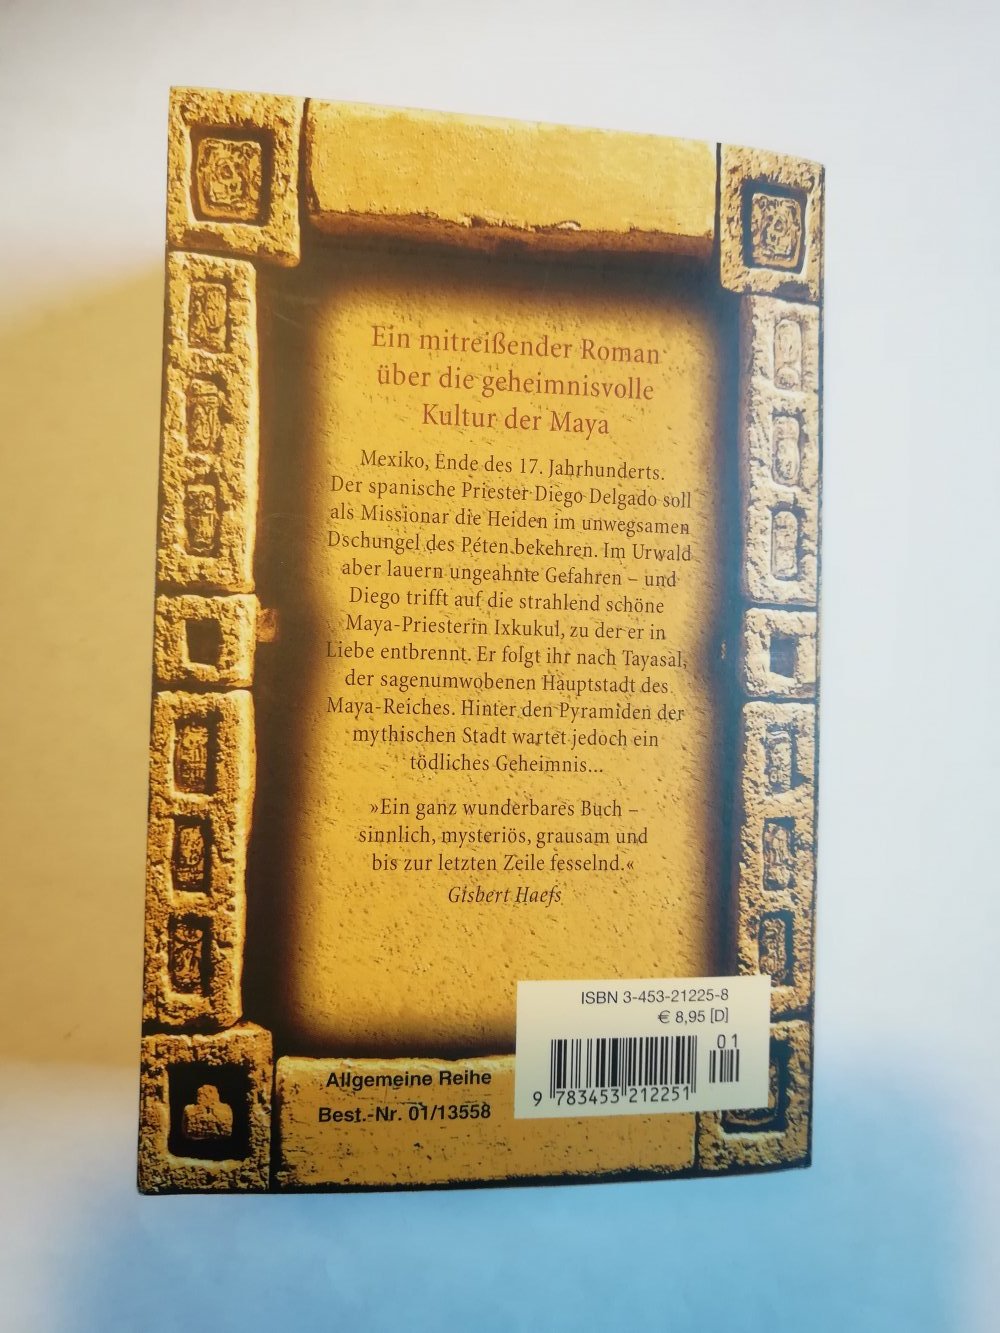 Ein mitreißender Roman
über die geheimnisvolle
Kultur der Maya
Mexiko, Ende des 17. Jahrhunderts.
Der spanische Priester Diego Delgado soll
als Missionar die Heiden im unwegsamen
Dschungel des Péten bekehren. Im Urwald
aber lauern ungeahnte Gefahren – und
Diego trifft auf die strahlend schöne
Maya-Priesterin Ixkukul, zu der er in
Liebe entbrennt. Er folgt ihr nach Tayasal,
der sagenumwobenen Hauptstadt des
Maya-Reiches. Hinter den Pyramiden der
mythischen Stadt wartet jedoch ein
tödliches Geheimnis...
»Ein ganz wunderbares Buch –
sinnlich, mysteriös, grausam und
bis zur letzten Zeile fesselnd.«
Gisbert Haefs
ISBN 3-453-21225-8
€ 8,95 [D]
01
9 783453 212251
Allgemeine Reihe
Best.-Nr. 01/13558